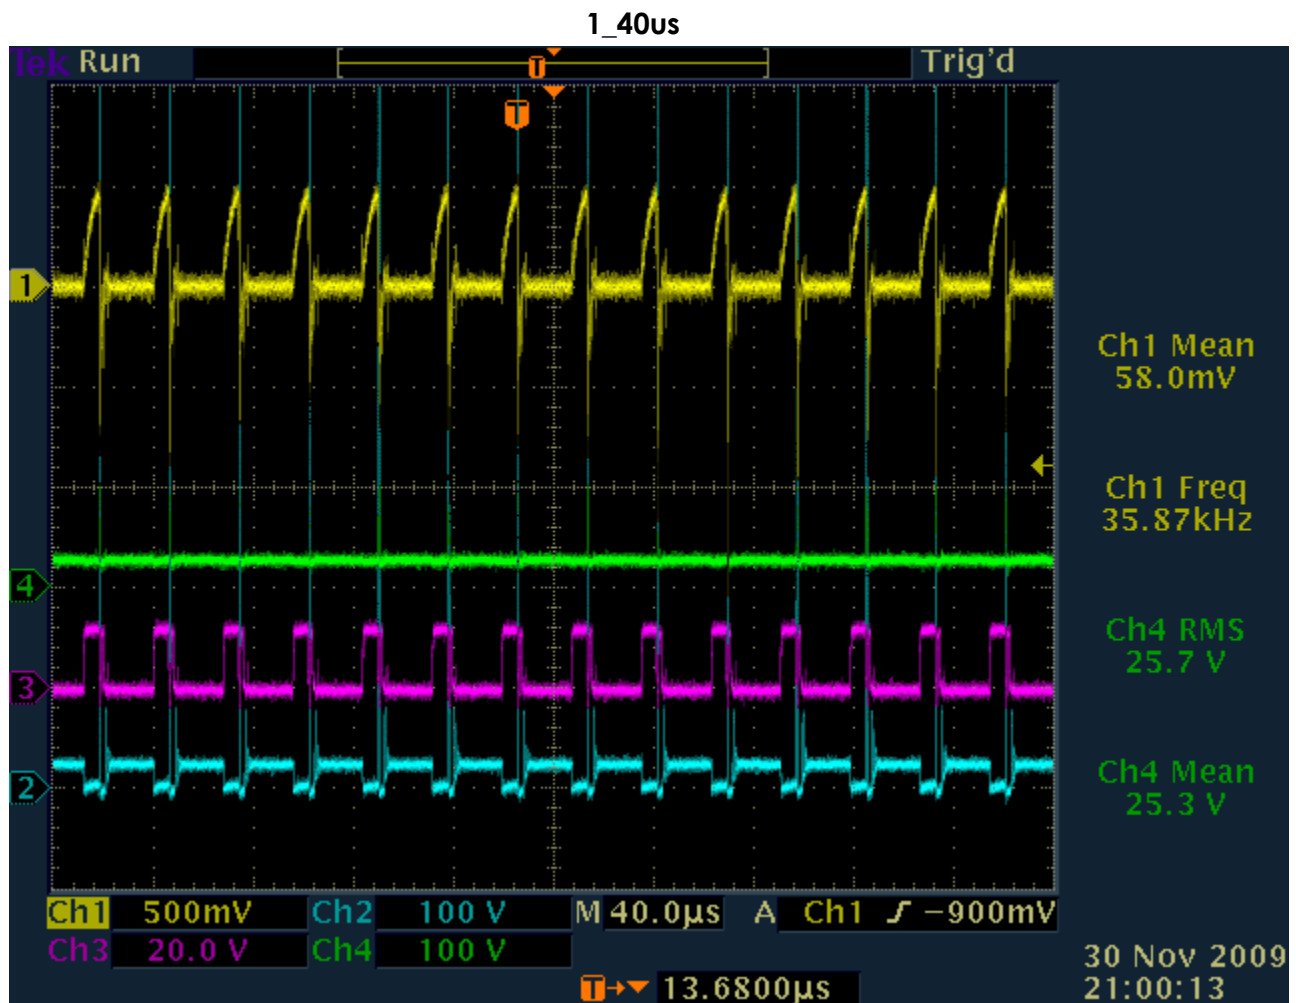 1_40us
Tek Run Trig'd
T
T
1
Ch1 Mean
58.0mV
Ch1 Freq
35.87kHz
4
Ch4 RMS
25.7 V
3
Ch4 Mean
25.3 V
2
Ch1 500mV Ch2 100 V M 40.0µs A Ch1 ƒ −900mV
Ch3 20.0 V Ch4 100 V
30 Nov 2009
T→▼ 13.6800µs 21:00:13